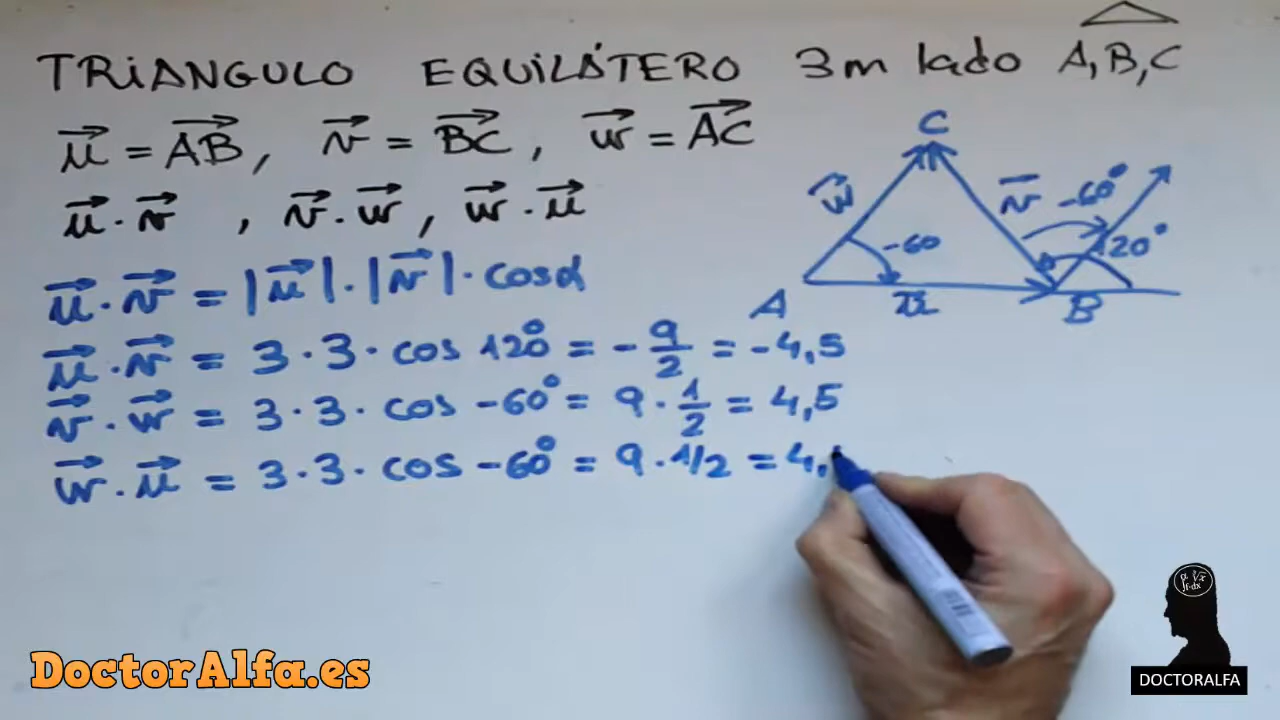 TRIANGULO EQUILÁTERO 3m lado A, B, C
u = AB, v = BC, w = AC
u · v , v · w , w · u
u · v = |u| · |v| · cosα
u · v = 3 · 3 · cos 120° = - 9/2 = -4,5
v · w = 3 · 3 · cos -60° = 9 · 1/2 = 4,5
w · u = 3 · 3 · cos -60° = 9 · 1/2 = 4,
C
w
v
-60°
-60
120°
A
u
B
DoctorAlfa.es
DOCTORALFA